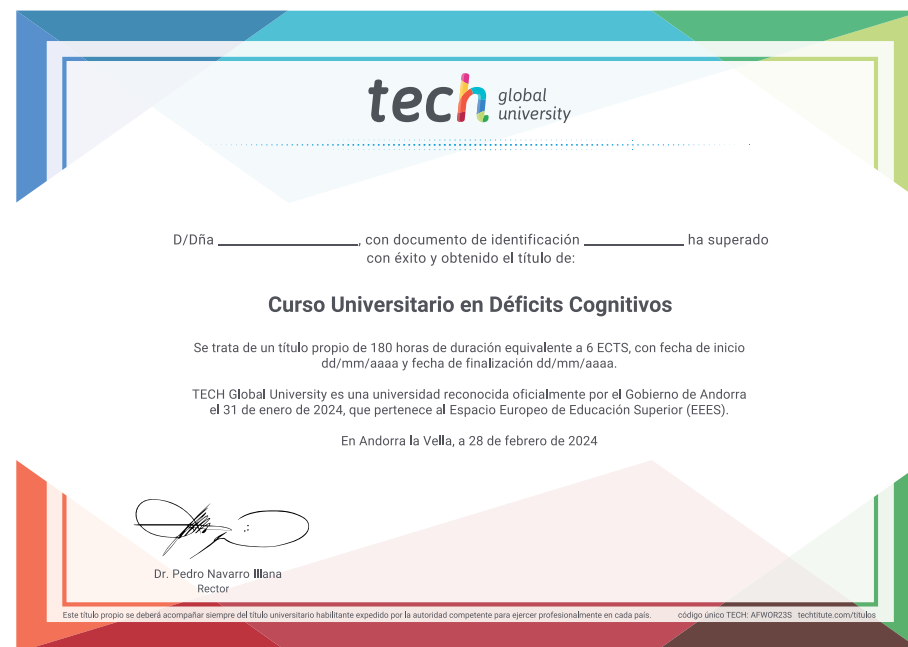 tech global university
D/Dña ____________________, con documento de identificación ______________ ha superado
con éxito y obtenido el título de:
Curso Universitario en Déficits Cognitivos
Se trata de un título propio de 180 horas de duración equivalente a 6 ECTS, con fecha de inicio
dd/mm/aaaa y fecha de finalización dd/mm/aaaa.
TECH Global University es una universidad reconocida oficialmente por el Gobierno de Andorra
el 31 de enero de 2024, que pertenece al Espacio Europeo de Educación Superior (EEES).
En Andorra la Vella, a 28 de febrero de 2024
Dr. Pedro Navarro Illana
Rector
Este título propio se deberá acompañar siempre del título universitario habilitante expedido por la autoridad competente para ejercer profesionalmente en cada país. código único TECH: AFWOR23S techtitute.com/titulos